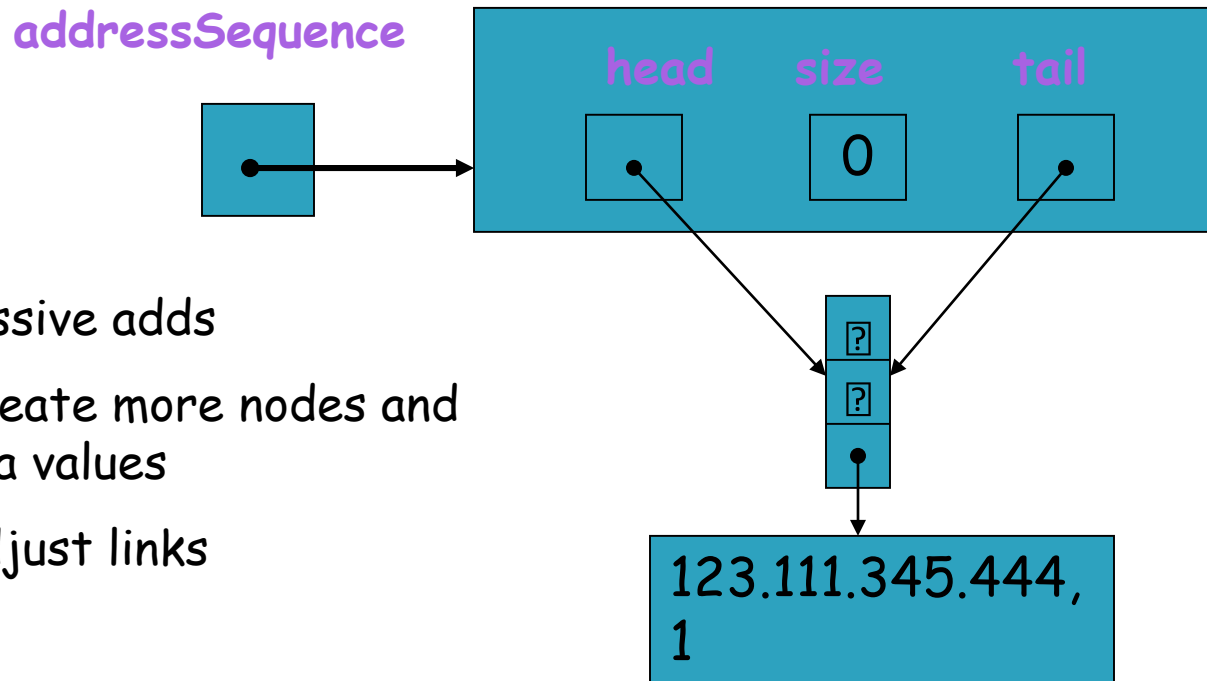 addressSequence
head size tail
0
ssive adds
eate more nodes and
a values
just links
123.111.345.444,
1